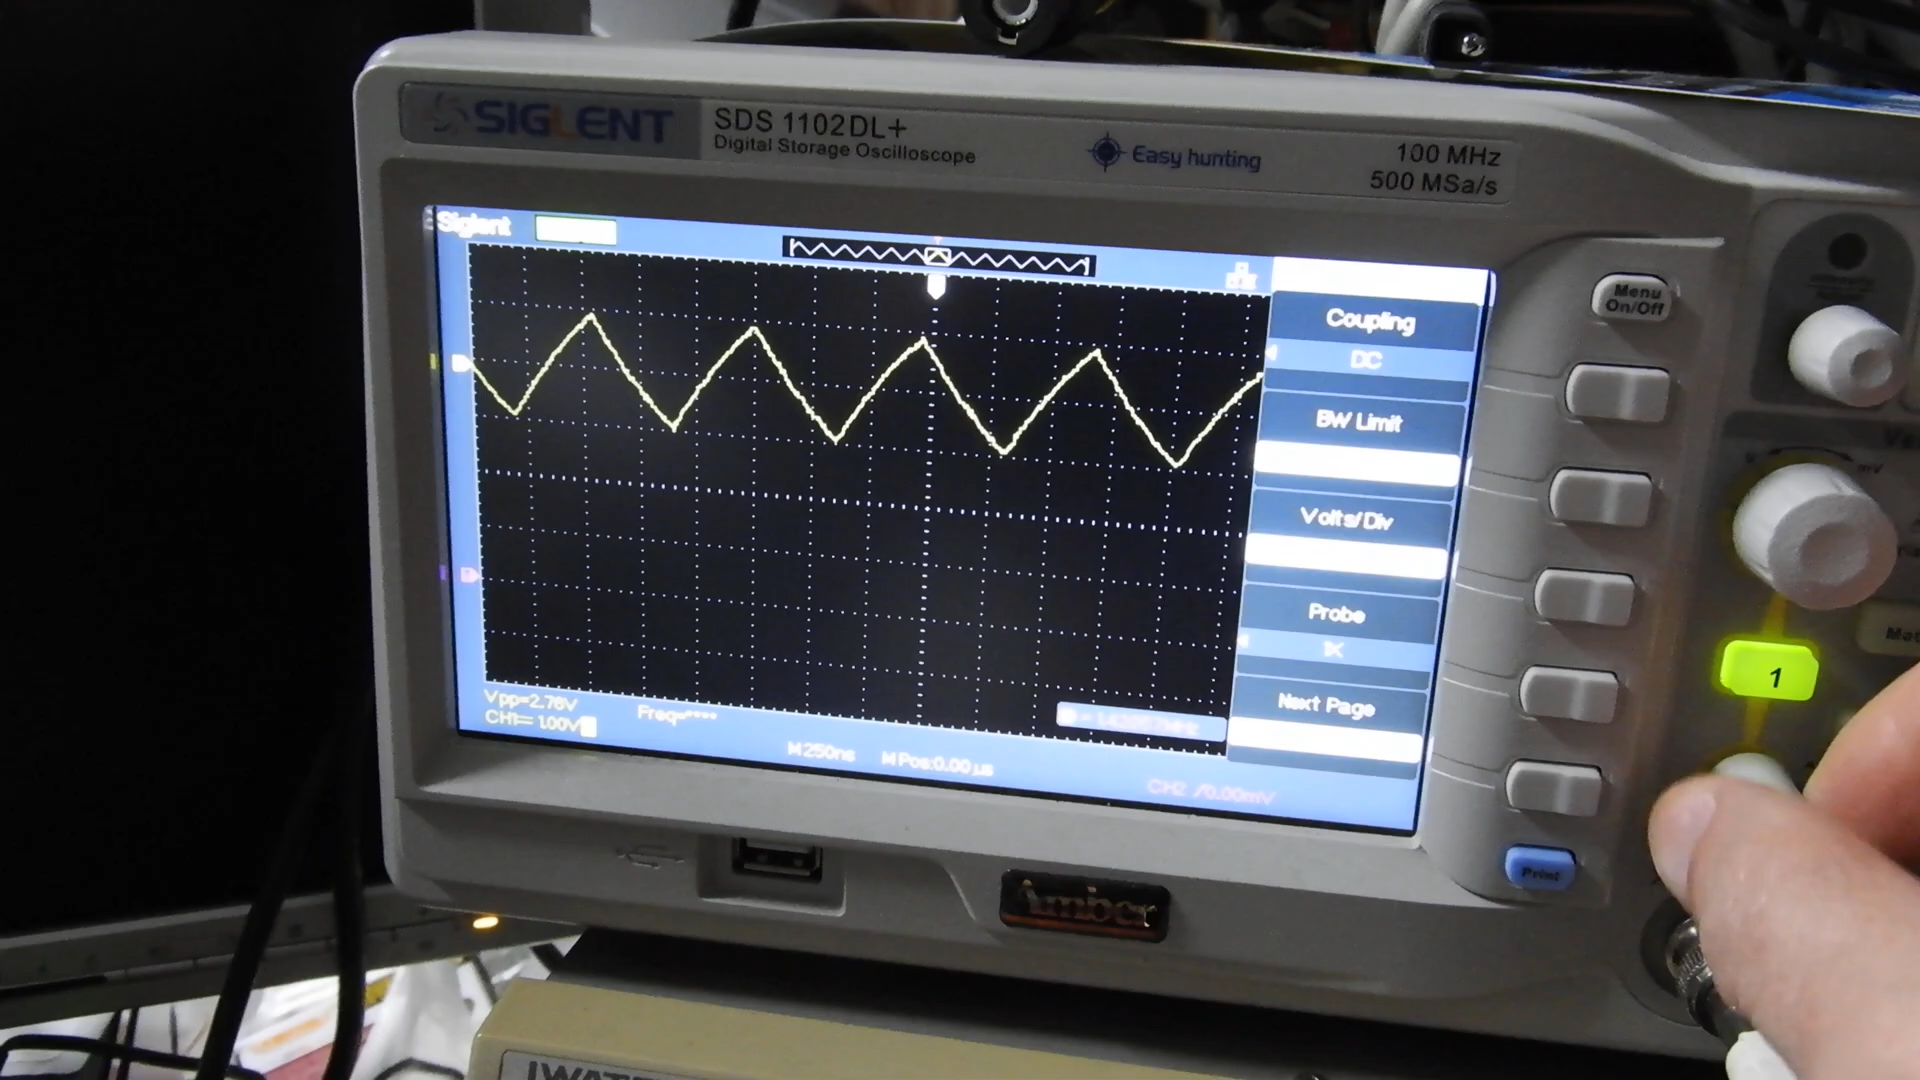 SIGLENT
SDS 1102DL+
Digital Storage Oscilloscope
Easy hunting
100 MHz
500 MSa/s
Siglent
Menu
On/Off
Coupling
DC
BW Limit
Volts/Div
Probe
1X
Next Page
Vpp=2.76V
Freq=****
CH1= 1.00V
M 250ns
M Pos:0.00 µs
CH2
1
Print
Amber